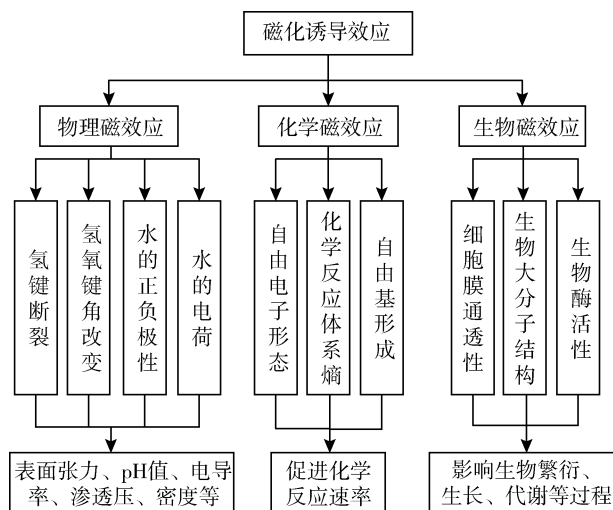 磁化诱导效应
物理磁效应
化学磁效应
生物磁效应
氢键断裂
氢氧键角改变
水的正负极性
水的电荷
自由电子形态
化学反应体系熵
自由基形成
细胞膜通透性
生物大分子结构
生物酶活性
表面张力、pH值、电导
率、渗透压、密度等
促进化学
反应速率
影响生物繁衍、
生长、代谢等过程